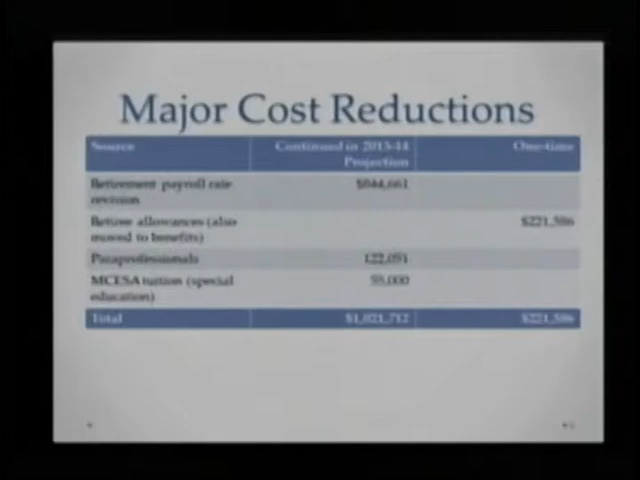 Major Cost Reductions
Source Continued in 2013-14 One-time
Projection
Retirement payroll rate $844,661
revision
Retiree allowances (also $221,586
moved to benefits)
Paraprofessionals 122,051
MCESA tuition (special 55,000
education)
Total $1,021,712 $221,586